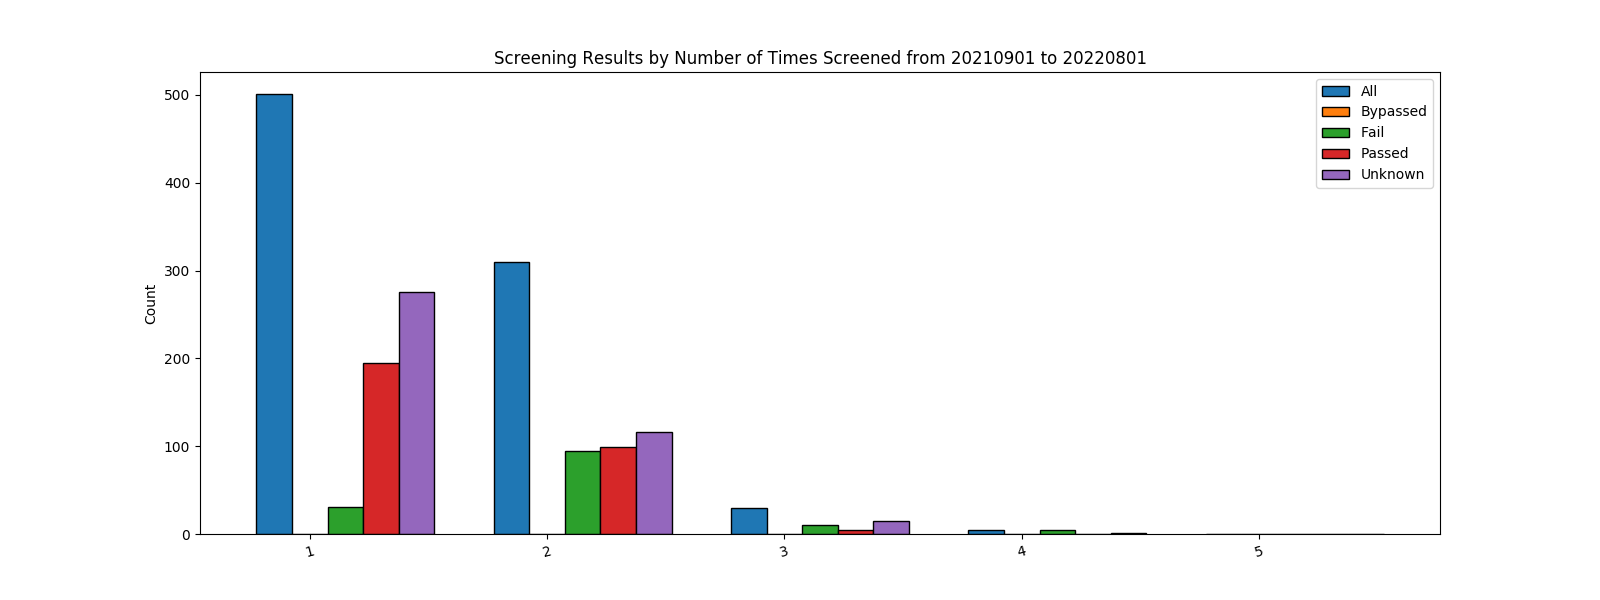 Screening Results by Number of Times Screened from 20210901 to 20220801
All
Bypassed
Fail
Passed
Unknown
500
400
300
200
100
0
Count
1 2 3 4 5